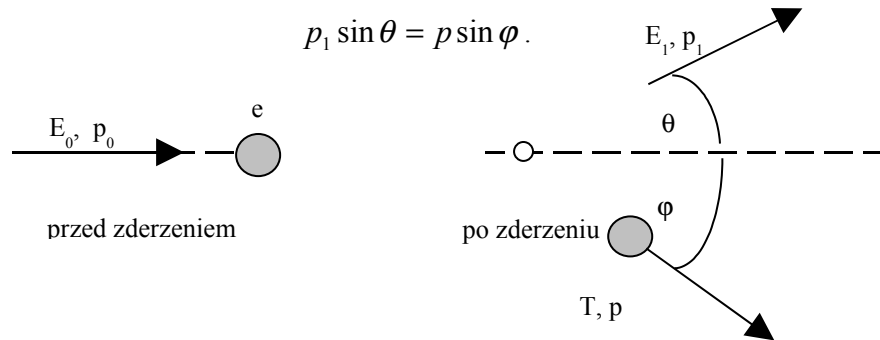 p₁ sin θ = p sin φ .
E₁, p₁
e
E₀, p₀
θ
φ
przed zderzeniem
po zderzeniu
T, p